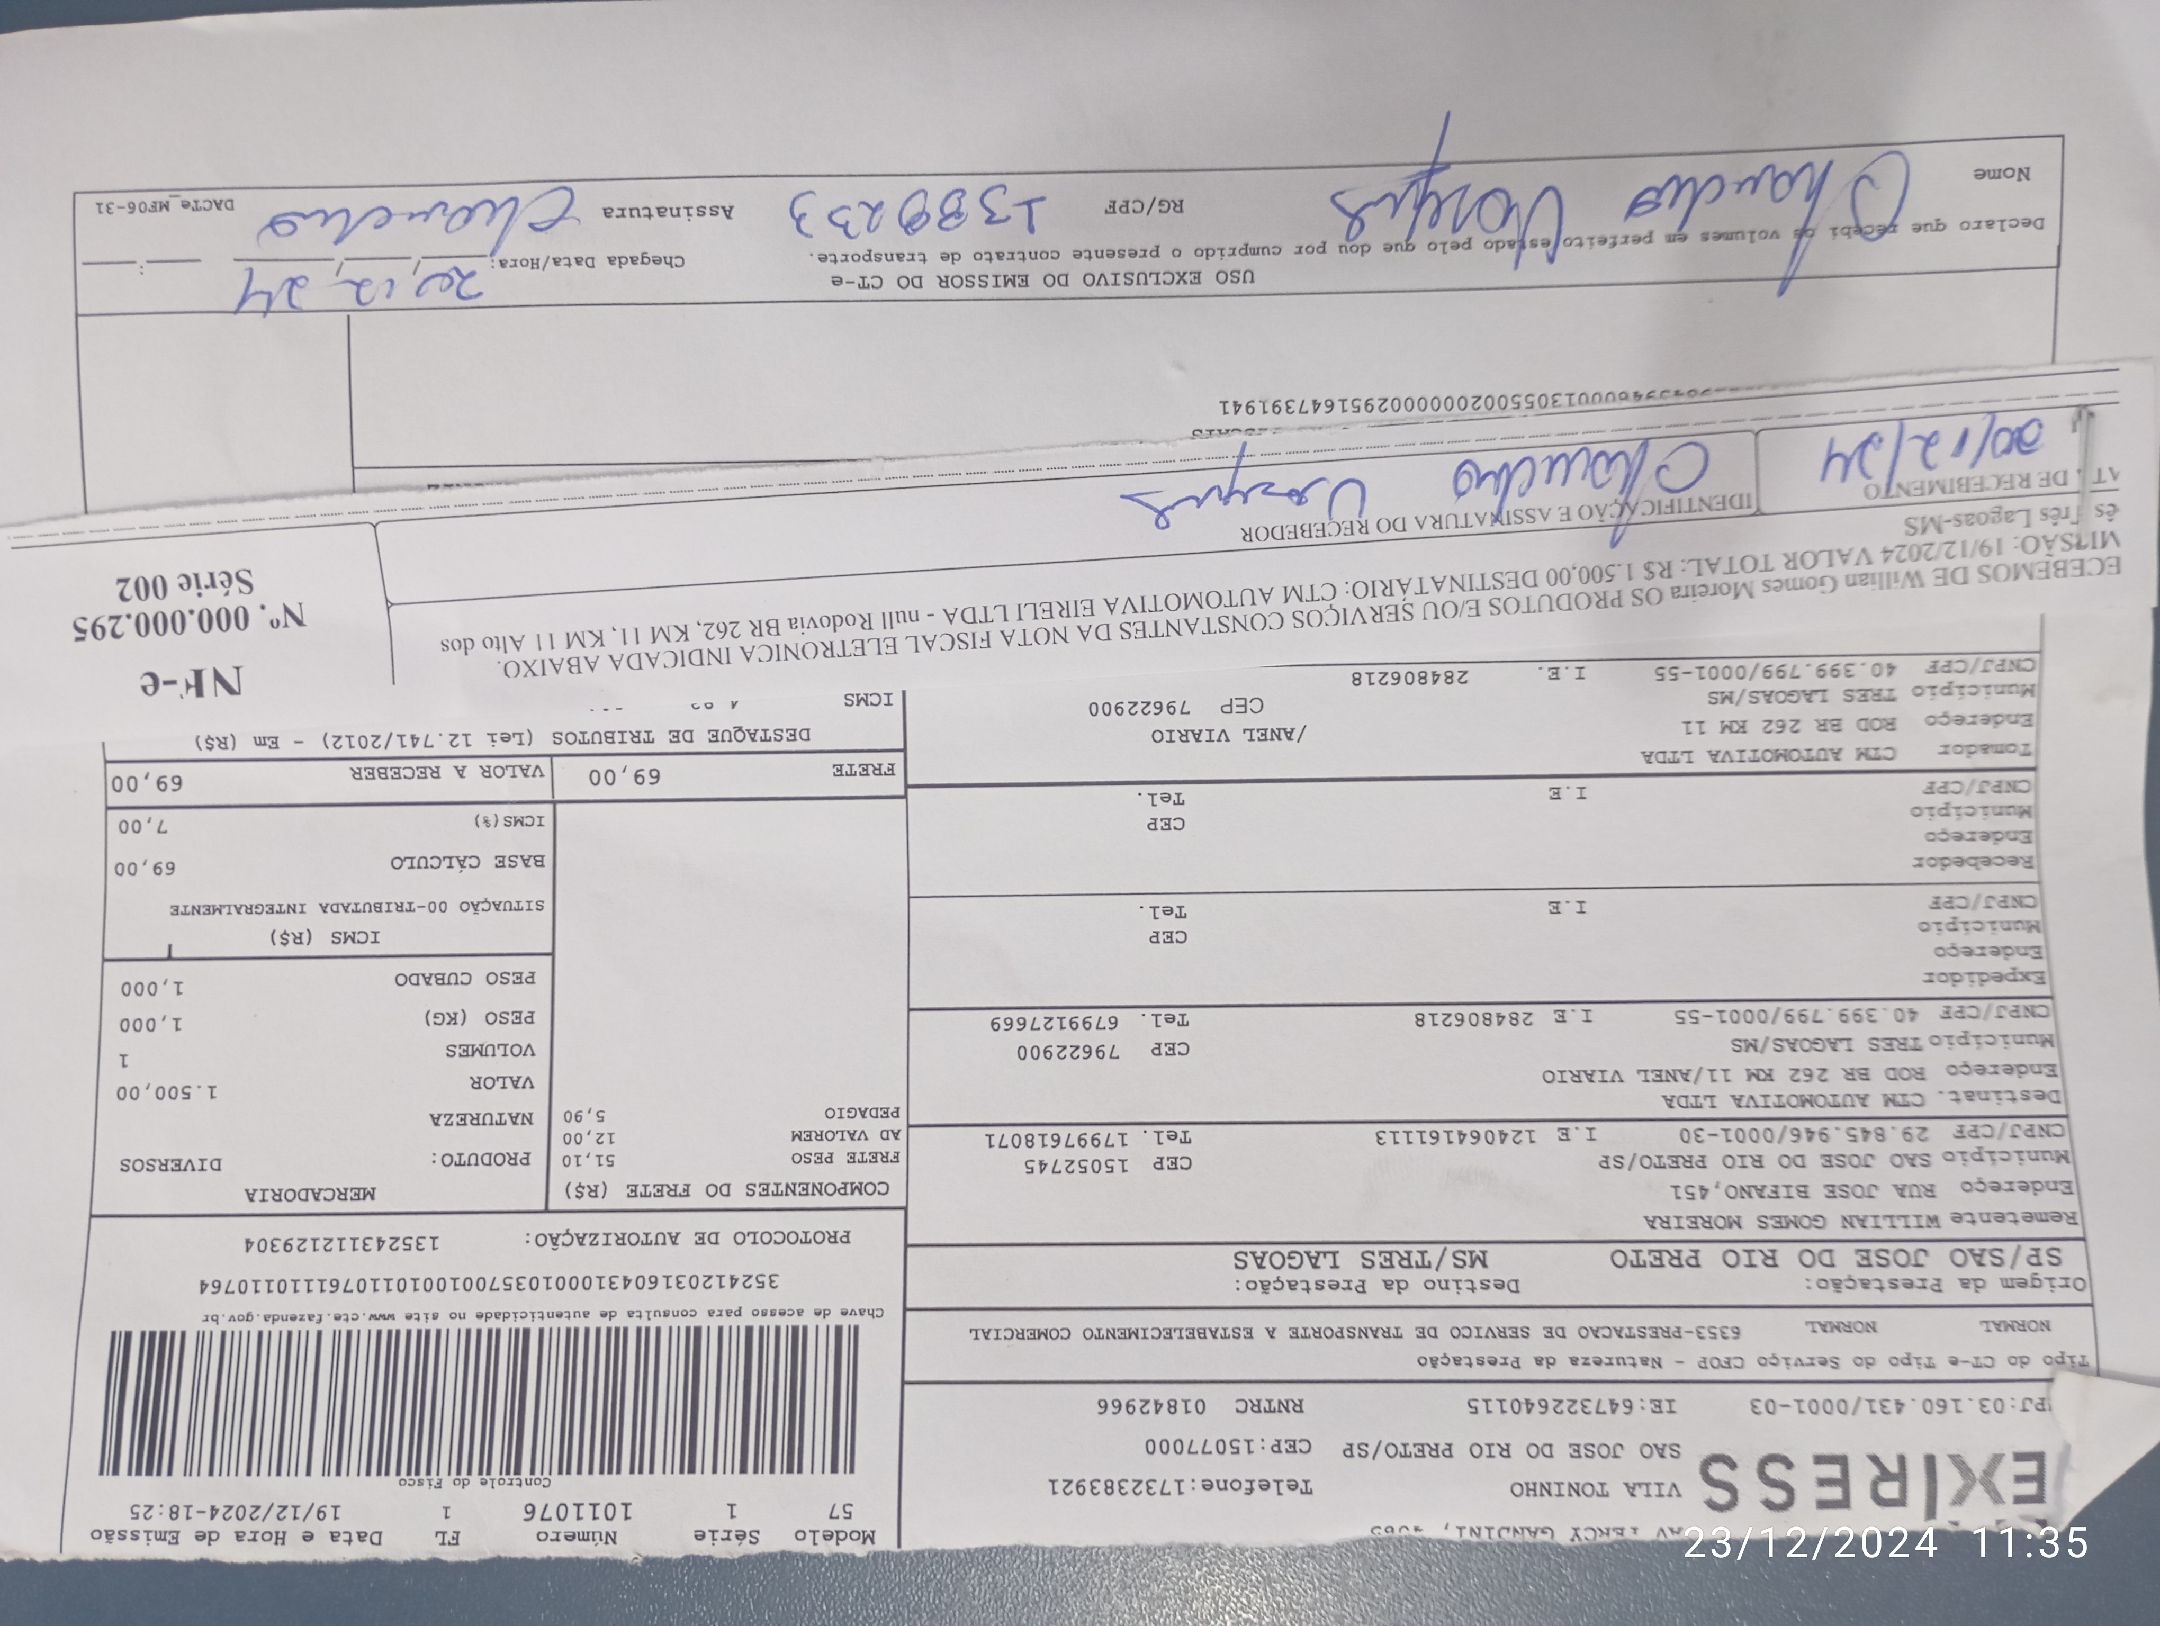 VILA TONINHO Telefone:1732383921
EXPRESS
SAO JOSE DO RIO PRETO/SP CEP:15077000
PJ:03.160.431/0001-03 IE:647322640115 RNTRC 01842966
Tipo do CT-e Tipo do Serviço CFOP - Natureza da Prestação
NORMAL NORMAL 6353-PRESTACAO DE SERVICO DE TRANSPORTE A ESTABELECIMENTO COMERCIAL
Origem da Prestação: Destino da Prestação:
SP/SAO JOSE DO RIO PRETO MS/TRES LAGOAS
Remetente WILLIAN GOMES MOREIRA
Endereço RUA JOSE BIFANO,451
Município SAO JOSE DO RIO PRETO/SP CEP 15052745
CNPJ/CPF 29.845.946/0001-30 I.E 124064161113 Tel. 17997618071
Destinat. CTM AUTOMOTIVA LTDA
Endereço ROD BR 262 KM 11/ANEL VIARIO
Município TRES LAGOAS/MS CEP 79622900
CNPJ/CPF 40.399.799/0001-55 I.E 284806218 Tel. 6799127669
Expedidor
Endereço
Município CEP
CNPJ/CPF I.E Tel.
Recebedor
Endereço
Município CEP
CNPJ/CPF I.E Tel.
Tomador CTM AUTOMOTIVA LTDA
Endereço ROD BR 262 KM 11 /ANEL VIARIO
Município TRES LAGOAS/MS CEP 79622900
CNPJ/CPF 40.399.799/0001-55 I.E. 284806218
Modelo Série Número FL Data e Hora de Emissão
57 1 1011076 1 19/12/2024-18:25
Controle do Fisco
Chave de acesso para consulta de autenticidade no site www.cte.fazenda.gov.br
35241203160431000103570010010110761110110764
PROTOCOLO DE AUTORIZAÇÃO: 135243112129304
COMPONENTES DO FRETE (R$)
FRETE PESO 51,10
AD VALOREM 12,00
PEDAGIO 5,90
MERCADORIA
PRODUTO: DIVERSOS
NATUREZA
VALOR 1.500,00
VOLUMES 1
PESO (KG) 1,000
PESO CUBADO 1,000
ICMS (R$)
SITUAÇÃO 00-TRIBUTADA INTEGRALMENTE
BASE CÁLCULO 69,00
ICMS(%) 7,00
FRETE 69,00 VALOR A RECEBER 69,00
DESTAQUE DE TRIBUTOS (Lei 12.741/2012) - Em (R$)
ICMS
ECEBEMOS DE Willian Gomes Moreira OS PRODUTOS E/OU SERVIÇOS CONSTANTES DA NOTA FISCAL ELETRÔNICA INDICADA ABAIXO.
MISSÃO: 19/12/2024 VALOR TOTAL: R$ 1.500,00 DESTINATÁRIO: CTM AUTOMOTIVA EIRELI LTDA - null Rodovia BR 262, KM 11, KM 11 Alto dos
ês Três Lagoas-MS
NF-e
Nº. 000.000.295
Série 002
DE RECEBIMENTO IDENTIFICAÇÃO E ASSINATURA DO RECEBEDOR
20/12/24
USO EXCLUSIVO DO EMISSOR DO CT-e
Declaro que recebi os volumes em perfeito estado pelo que dou por cumprido o presente contrato de transporte.
Chegada Data/Hora: 20,12,24
Nome RG/CPF 1380233 Assinatura DACTe_MF06-31
23/12/2024 11:35